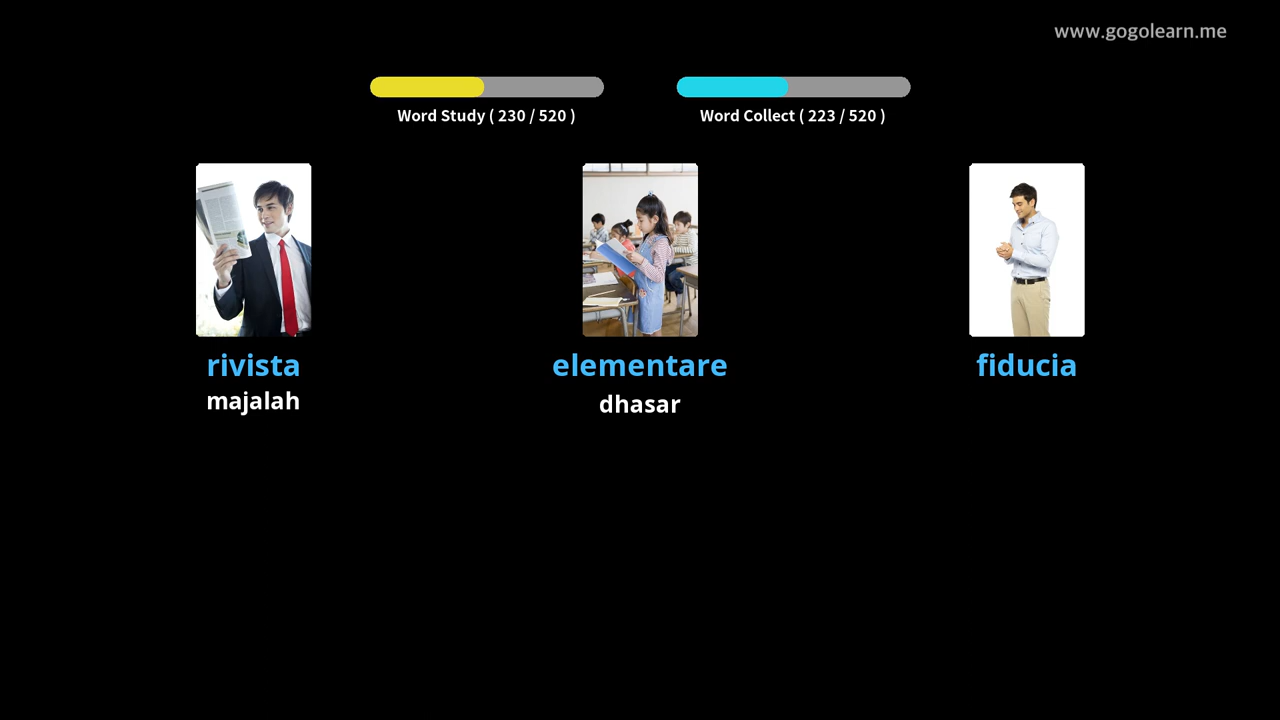 www.gogolearn.me
Word Study ( 230 / 520 )
Word Collect ( 223 / 520 )
rivista
majalah
elementare
dhasar
fiducia